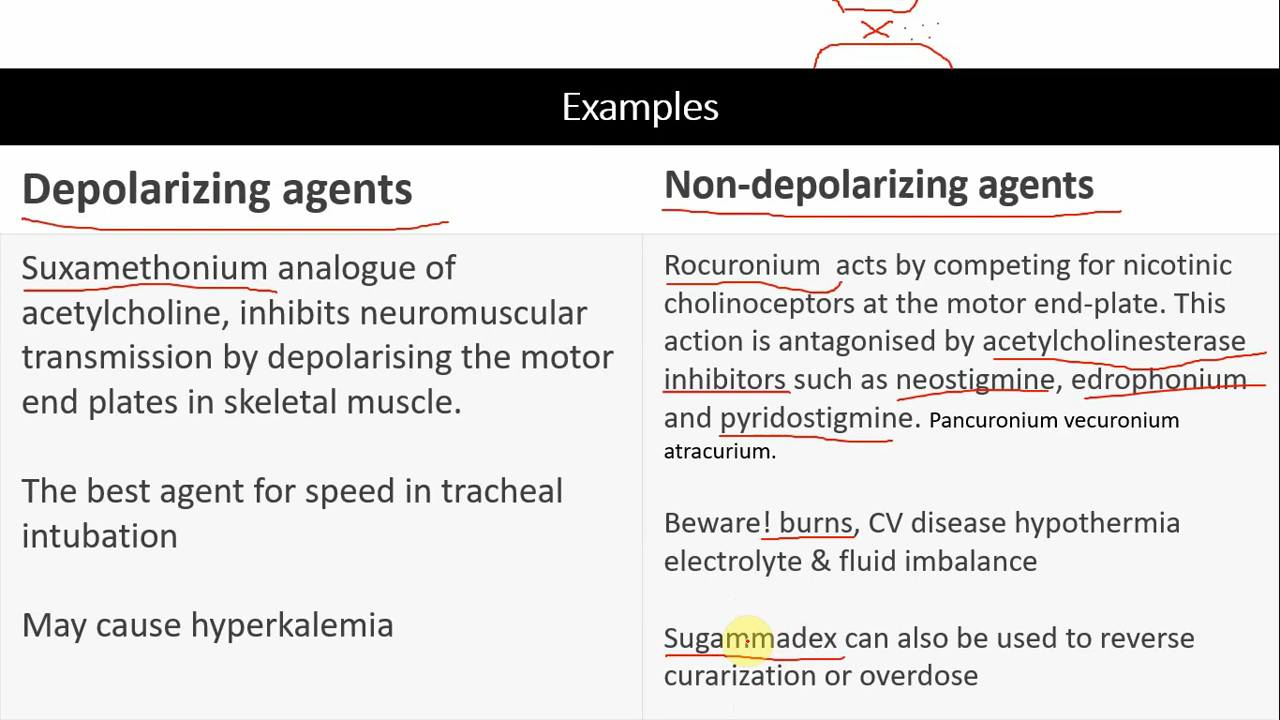 Examples
Depolarizing agents
Suxamethonium analogue of
acetylcholine, inhibits neuromuscular
transmission by depolarising the motor
end plates in skeletal muscle.
The best agent for speed in tracheal
intubation
May cause hyperkalemia
Non-depolarizing agents
Rocuronium acts by competing for nicotinic
cholinoceptors at the motor end-plate. This
action is antagonised by acetylcholinesterase
inhibitors such as neostigmine, edrophonium
and pyridostigmine. Pancuronium vecuronium
atracurium.
Beware! burns, CV disease hypothermia
electrolyte & fluid imbalance
Sugammadex can also be used to reverse
curarization or overdose